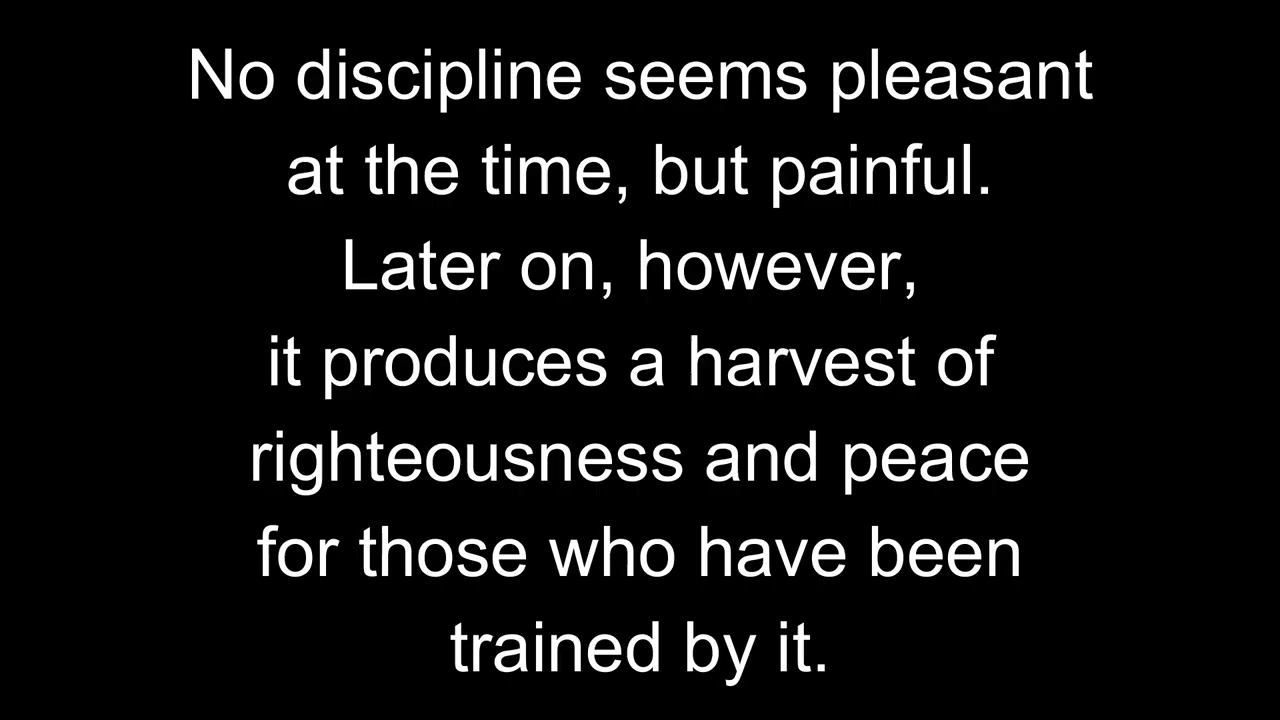 No discipline seems pleasant
at the time, but painful.
Later on, however,
it produces a harvest of
righteousness and peace
for those who have been
trained by it.